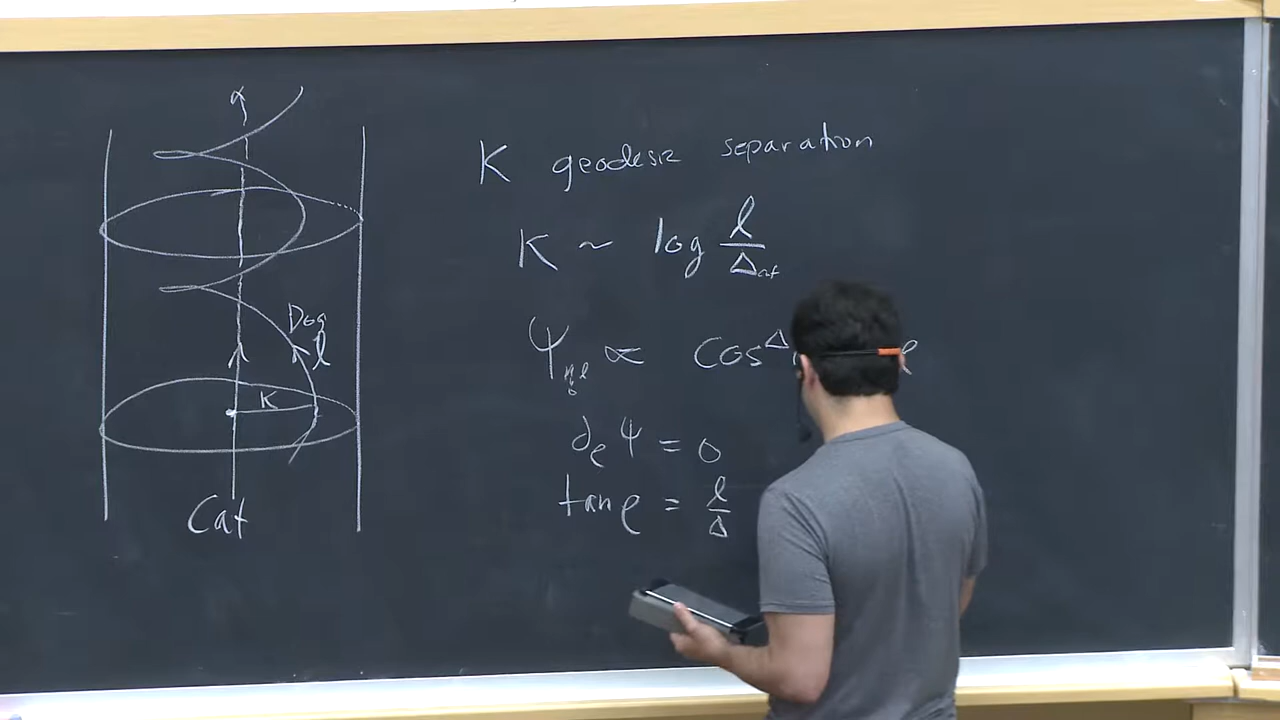 K geodesic separation
K ~ log l/Δcat
ψ ∝ cos^Δ
∂ρ ψ = 0
tan ρ = l/Δ
Dog
l
K
Cat